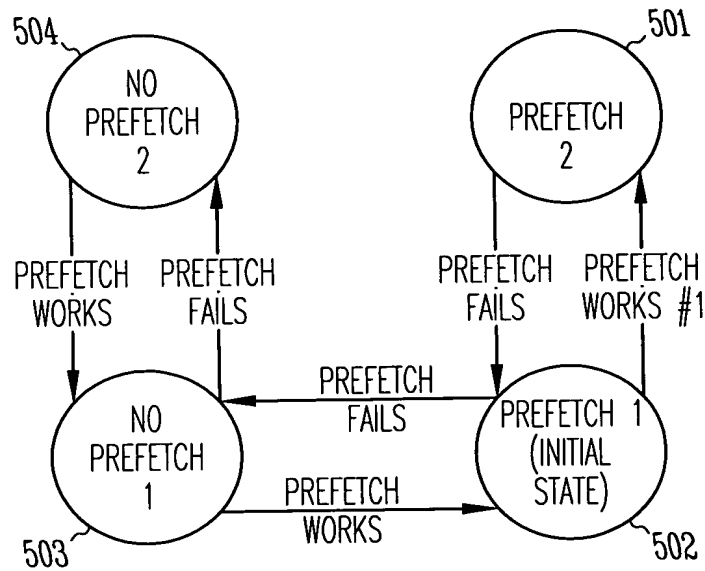 504
NO
PREFETCH
2
501
PREFETCH
2
PREFETCH
WORKS
PREFETCH
FAILS
PREFETCH
FAILS
PREFETCH
WORKS #1
PREFETCH
FAILS
NO
PREFETCH
1
503
PREFETCH 1
(INITIAL
STATE)
502
PREFETCH
WORKS